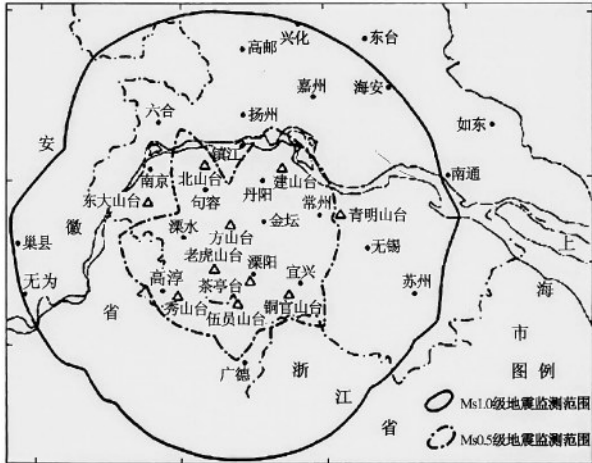 兴化
东台
高邮
嘉州
海安
六合
扬州
如东
安
镇江
南京
北山台
建山台
南通
东大山台
句容
丹阳
常州
青明山台
徽
溧水
方山台
金坛
上
巢县
老虎山台
无锡
无为
高淳
茶亭台
溧阳
宜兴
苏州
海
省
秀山台
伍员山台
铜官山台
市
广德
浙
图 例
江
Ms1.0级地震监测范围
省
Ms0.5级地震监测范围